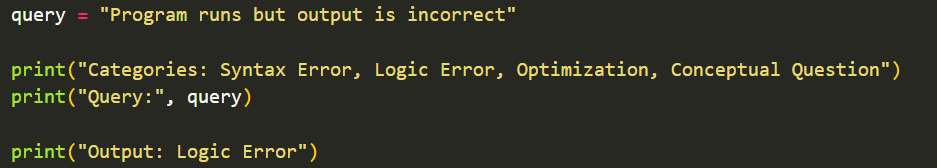 query = "Program runs but output is incorrect"
print("Categories: Syntax Error, Logic Error, Optimization, Conceptual Question")
print("Query:", query)
print("Output: Logic Error")